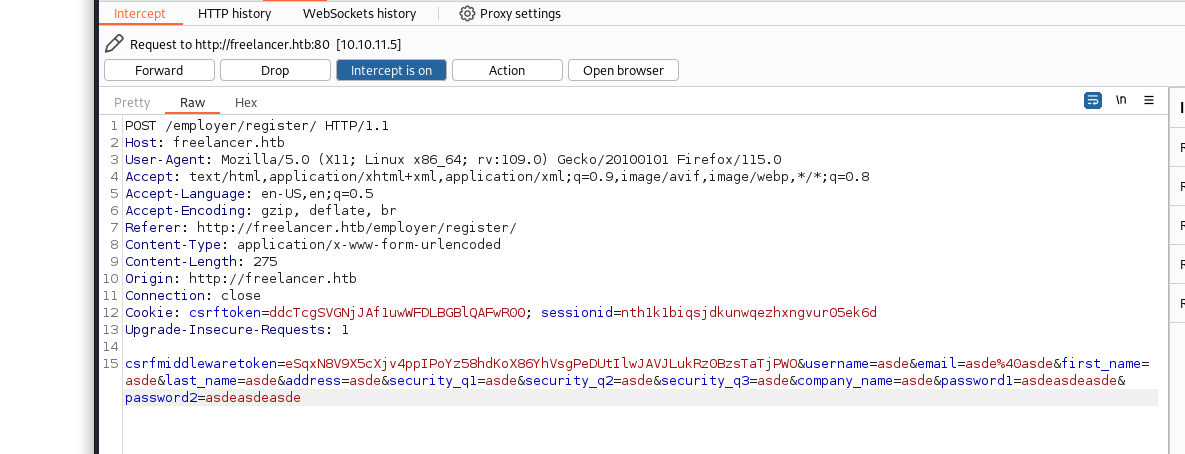 Intercept HTTP history WebSockets history Proxy settings
Request to http://freelancer.htb:80 [10.10.11.5]
Forward Drop Intercept is on Action Open browser
Pretty Raw Hex \n
1 POST /employer/register/ HTTP/1.1
2 Host: freelancer.htb
3 User-Agent: Mozilla/5.0 (X11; Linux x86_64; rv:109.0) Gecko/20100101 Firefox/115.0
4 Accept: text/html,application/xhtml+xml,application/xml;q=0.9,image/avif,image/webp,*/*;q=0.8
5 Accept-Language: en-US,en;q=0.5
6 Accept-Encoding: gzip, deflate, br
7 Referer: http://freelancer.htb/employer/register/
8 Content-Type: application/x-www-form-urlencoded
9 Content-Length: 275
10 Origin: http://freelancer.htb
11 Connection: close
12 Cookie: csrftoken=ddcTcgSVGNjJAf1uwWFDLBGBlQAFwR00; sessionid=nth1k1biqsjdkunwqezhxngvur05ek6d
13 Upgrade-Insecure-Requests: 1
14
15 csrfmiddlewaretoken=eSqxN8V9X5cXjv4ppIPoYz58hdKoX86YhVsgPeDUtIlwJAVJLukRz0BzsTaTjPWO&username=asde&email=asde%40asde&first_name=
asde&last_name=asde&address=asde&security_q1=asde&security_q2=asde&security_q3=asde&company_name=asde&password1=asdeasdeasde&
password2=asdeasdeasde